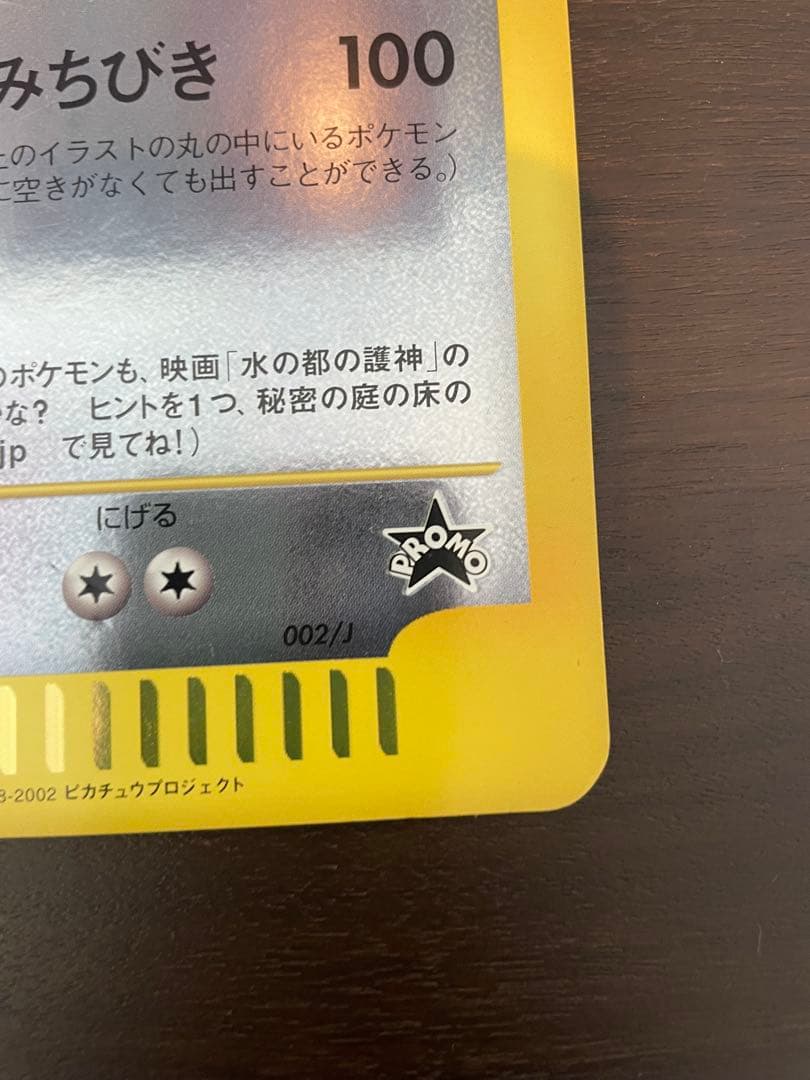 みちびき 100
のイラストの丸の中にいるポケモン
に空きがなくても出すことができる。)
のポケモンも、映画「水の都の護神」の
な? ヒントを1つ、秘密の庭の床の
jp で見てね!)
にげる
PROMO
002/J
8-2002 ピカチュウプロジェクト